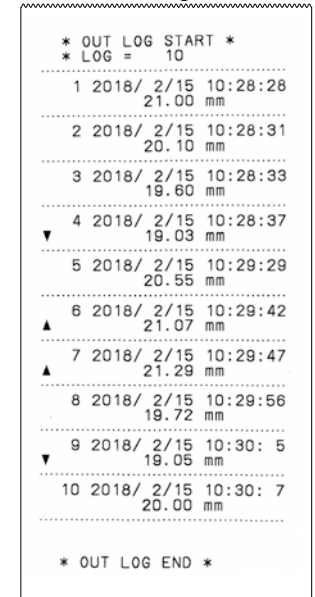 * OUT LOG START *
* LOG = 10
1 2018/ 2/15 10:28:28
21.00 mm
2 2018/ 2/15 10:28:31
20.10 mm
3 2018/ 2/15 10:28:33
19.60 mm
4 2018/ 2/15 10:28:37
▼ 19.03 mm
5 2018/ 2/15 10:29:29
20.55 mm
6 2018/ 2/15 10:29:42
▲ 21.07 mm
7 2018/ 2/15 10:29:47
▲ 21.29 mm
8 2018/ 2/15 10:29:56
19.72 mm
9 2018/ 2/15 10:30: 5
▼ 19.05 mm
10 2018/ 2/15 10:30: 7
20.00 mm
* OUT LOG END *